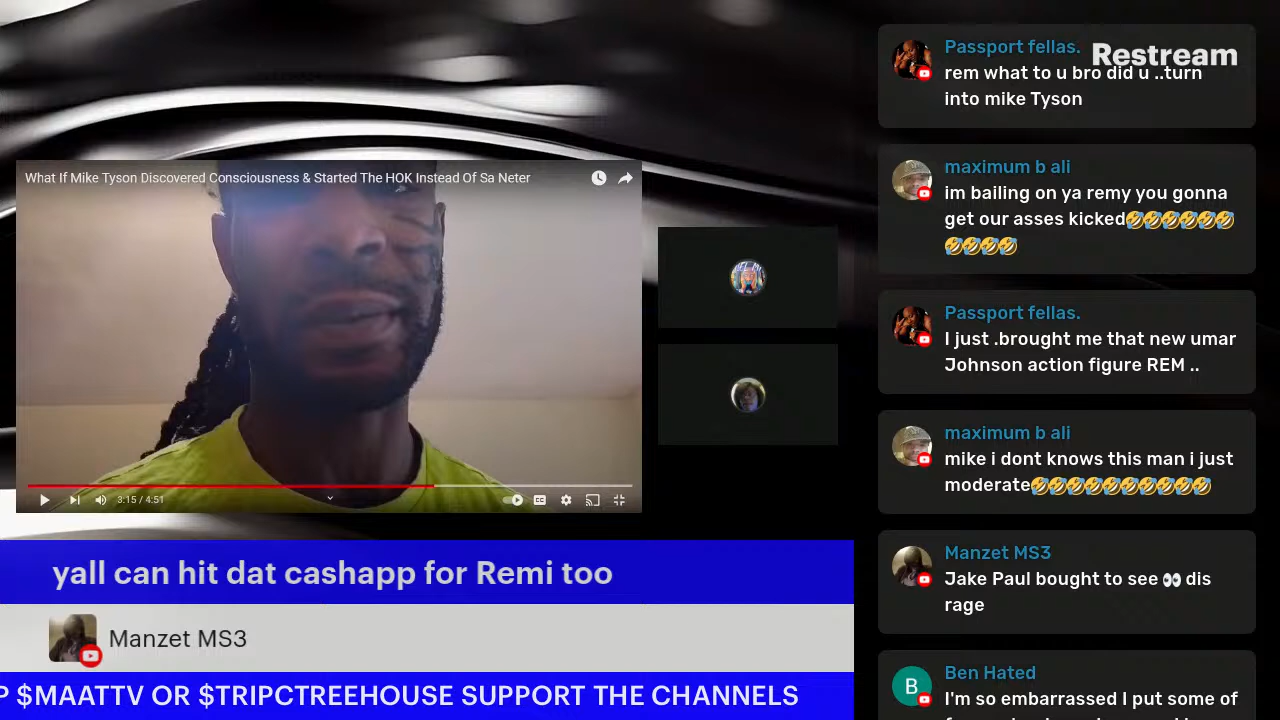 What If Mike Tyson Discovered Consciousness & Started The HOK Instead Of Sa Neter
3:15 / 4:51
CC
yall can hit dat cashapp for Remi too
Manzet MS3
P $MAATTV OR $TRIPCTREEHOUSE SUPPORT THE CHANNELS
Restream
Passport fellas.
rem what to u bro did u ..turn
into mike Tyson
maximum b ali
im bailing on ya remy you gonna
get our asses kicked🤣🤣🤣🤣🤣🤣
🤣🤣🤣🤣
Passport fellas.
I just .brought me that new umar
Johnson action figure REM ..
maximum b ali
mike i dont knows this man i just
moderate🤣🤣🤣🤣🤣🤣🤣🤣🤣🤣
Manzet MS3
Jake Paul bought to see 👀 dis
rage
B
Ben Hated
I'm so embarrassed I put some of